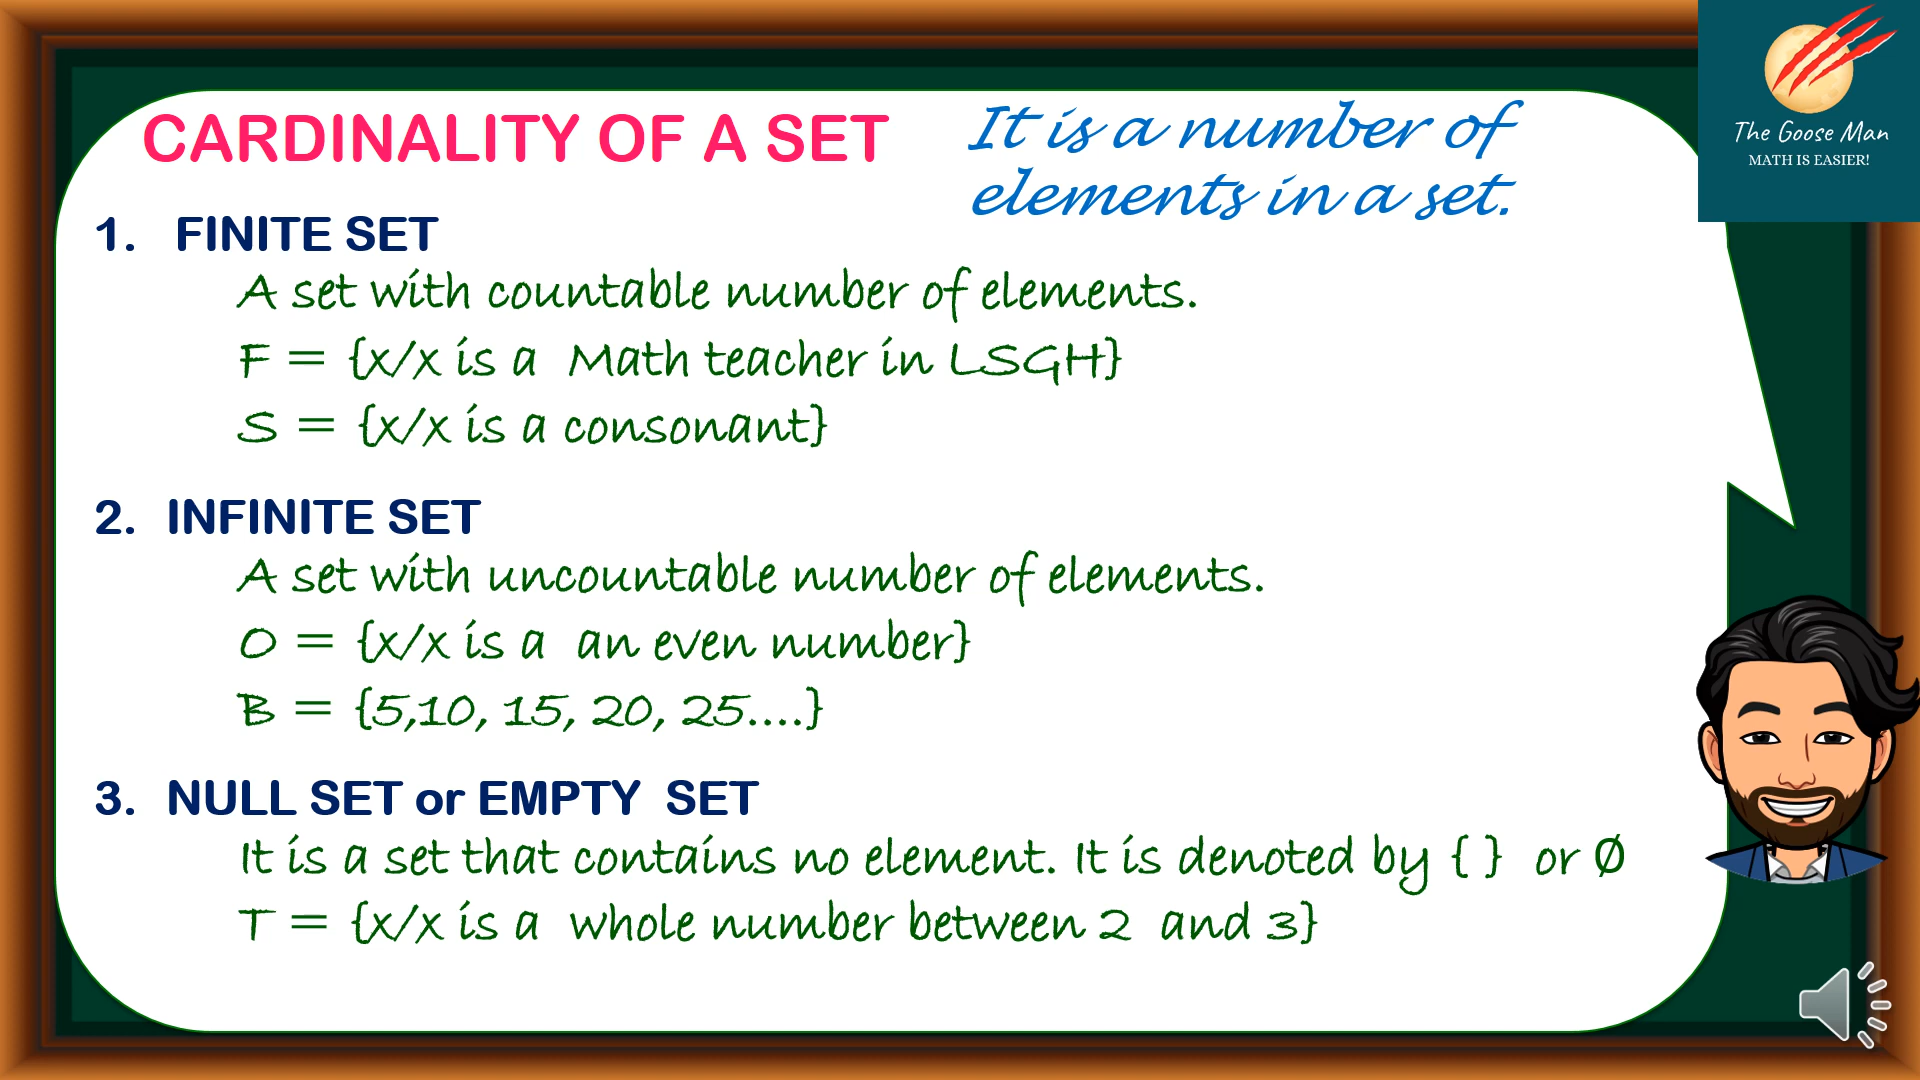 CARDINALITY OF A SET
It is a number of
elements in a set.
The Goose Man
MATH IS EASIER!
1. FINITE SET
A set with countable number of elements.
F = {x/x is a Math teacher in LSGH}
S = {x/x is a consonant}
2. INFINITE SET
A set with uncountable number of elements.
O = {x/x is a an even number}
B = {5,10, 15, 20, 25....}
3. NULL SET or EMPTY SET
It is a set that contains no element. It is denoted by { } or Ø
T = {x/x is a whole number between 2 and 3}